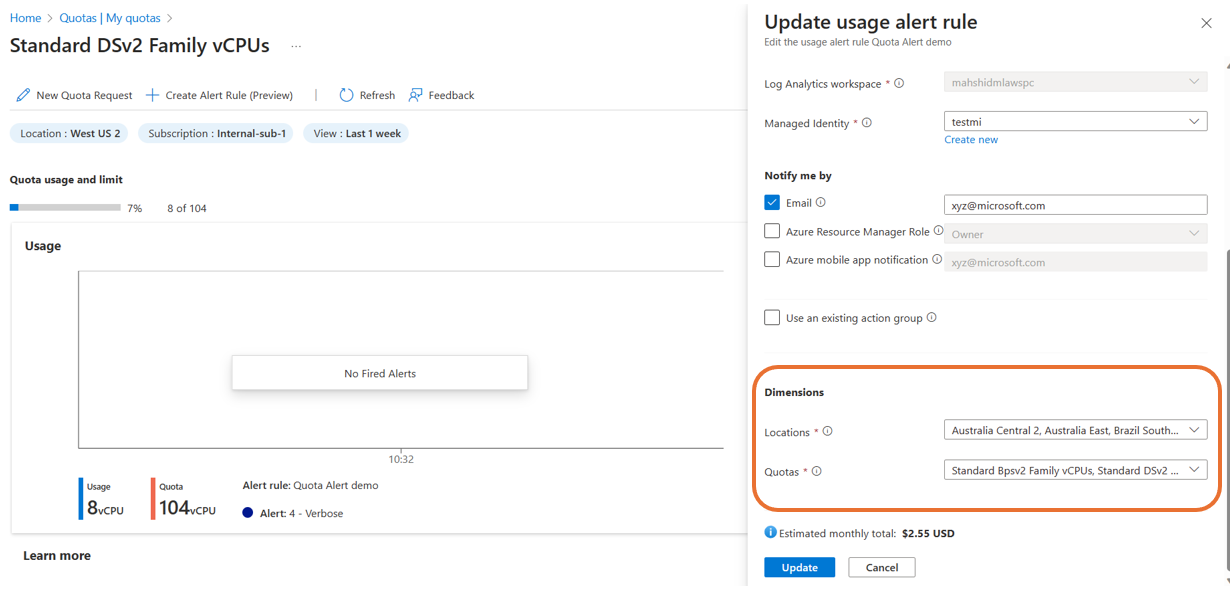 Home > Quotas | My quotas >
Standard DSv2 Family vCPUs ...
New Quota Request Create Alert Rule (Preview) | Refresh Feedback
Location : West US 2 Subscription : Internal-sub-1 View : Last 1 week
Quota usage and limit
7% 8 of 104
Usage
No Fired Alerts
10:32
Usage
8vCPU
Quota
104vCPU
Alert rule: Quota Alert demo
Alert: 4 - Verbose
Learn more
Update usage alert rule
Edit the usage alert rule Quota Alert demo
Log Analytics workspace * mahshidmlawspc
Managed Identity * testmi
Create new
Notify me by
Email xyz@microsoft.com
Azure Resource Manager Role Owner
Azure mobile app notification xyz@microsoft.com
Use an existing action group
Dimensions
Locations * Australia Central 2, Australia East, Brazil South...
Quotas * Standard Bpsv2 Family vCPUs, Standard DSv2 ...
Estimated monthly total: $2.55 USD
Update Cancel